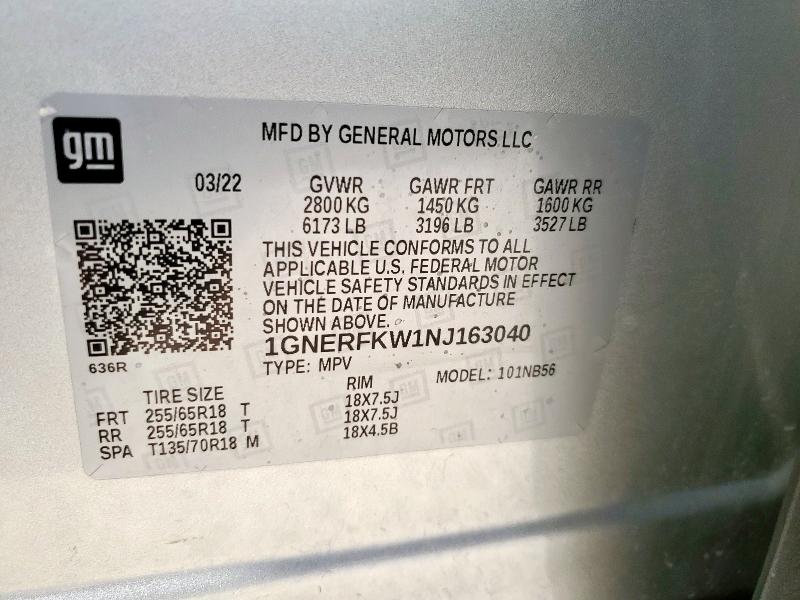 gm
MFD BY GENERAL MOTORS LLC
03/22 GVWR GAWR FRT GAWR RR
2800 KG 1450 KG 1600 KG
6173 LB 3196 LB 3527 LB
THIS VEHICLE CONFORMS TO ALL
APPLICABLE U.S. FEDERAL MOTOR
VEHICLE SAFETY STANDARDS IN EFFECT
ON THE DATE OF MANUFACTURE
SHOWN ABOVE.
1GNERFKW1NJ163040
636R
TYPE: MPV MODEL: 101NB56
TIRE SIZE RIM
FRT 255/65R18 T 18X7.5J
RR 255/65R18 T 18X7.5J
SPA T135/70R18 M 18X4.5B